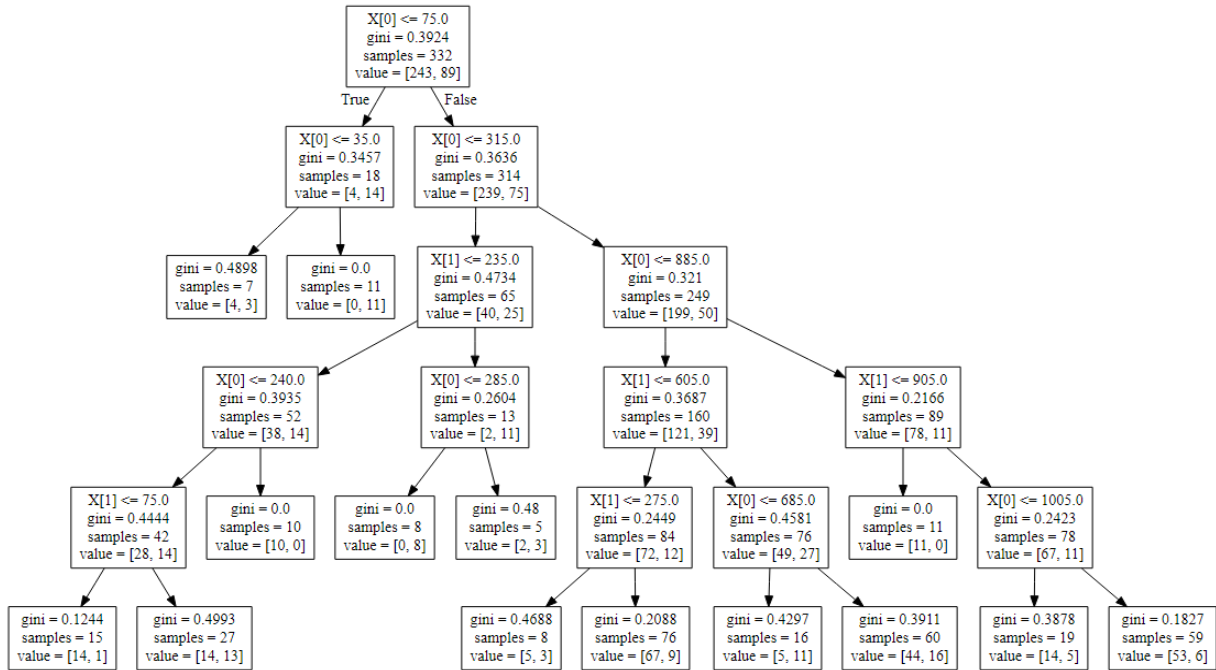 X[0] <= 75.0
gini = 0.3924
samples = 332
value = [243, 89]
True
False
X[0] <= 35.0
gini = 0.3457
samples = 18
value = [4, 14]
X[0] <= 315.0
gini = 0.3636
samples = 314
value = [239, 75]
gini = 0.4898
samples = 7
value = [4, 3]
gini = 0.0
samples = 11
value = [0, 11]
X[1] <= 235.0
gini = 0.4734
samples = 65
value = [40, 25]
X[0] <= 885.0
gini = 0.321
samples = 249
value = [199, 50]
X[0] <= 240.0
gini = 0.3935
samples = 52
value = [38, 14]
X[0] <= 285.0
gini = 0.2604
samples = 13
value = [2, 11]
X[1] <= 605.0
gini = 0.3687
samples = 160
value = [121, 39]
X[1] <= 905.0
gini = 0.2166
samples = 89
value = [78, 11]
X[1] <= 75.0
gini = 0.4444
samples = 42
value = [28, 14]
gini = 0.0
samples = 10
value = [10, 0]
gini = 0.0
samples = 8
value = [0, 8]
gini = 0.48
samples = 5
value = [2, 3]
X[1] <= 275.0
gini = 0.2449
samples = 84
value = [72, 12]
X[0] <= 685.0
gini = 0.4581
samples = 76
value = [49, 27]
gini = 0.0
samples = 11
value = [11, 0]
X[0] <= 1005.0
gini = 0.2423
samples = 78
value = [67, 11]
gini = 0.1244
samples = 15
value = [14, 1]
gini = 0.4993
samples = 27
value = [14, 13]
gini = 0.4688
samples = 8
value = [5, 3]
gini = 0.2088
samples = 76
value = [67, 9]
gini = 0.4297
samples = 16
value = [5, 11]
gini = 0.3911
samples = 60
value = [44, 16]
gini = 0.3878
samples = 19
value = [14, 5]
gini = 0.1827
samples = 59
value = [53, 6]